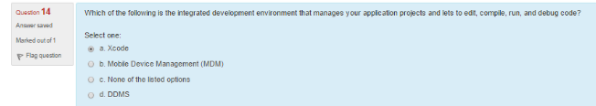 Question 14
Answer saved
Marked out of 1
Flag question
Which of the following is the integrated development environment that manages your application projects and lets to edit, compile, run, and debug code?
Select one:
a. Xcode
b. Mobile Device Management (MDM)
c. None of the listed options
d. DDMS